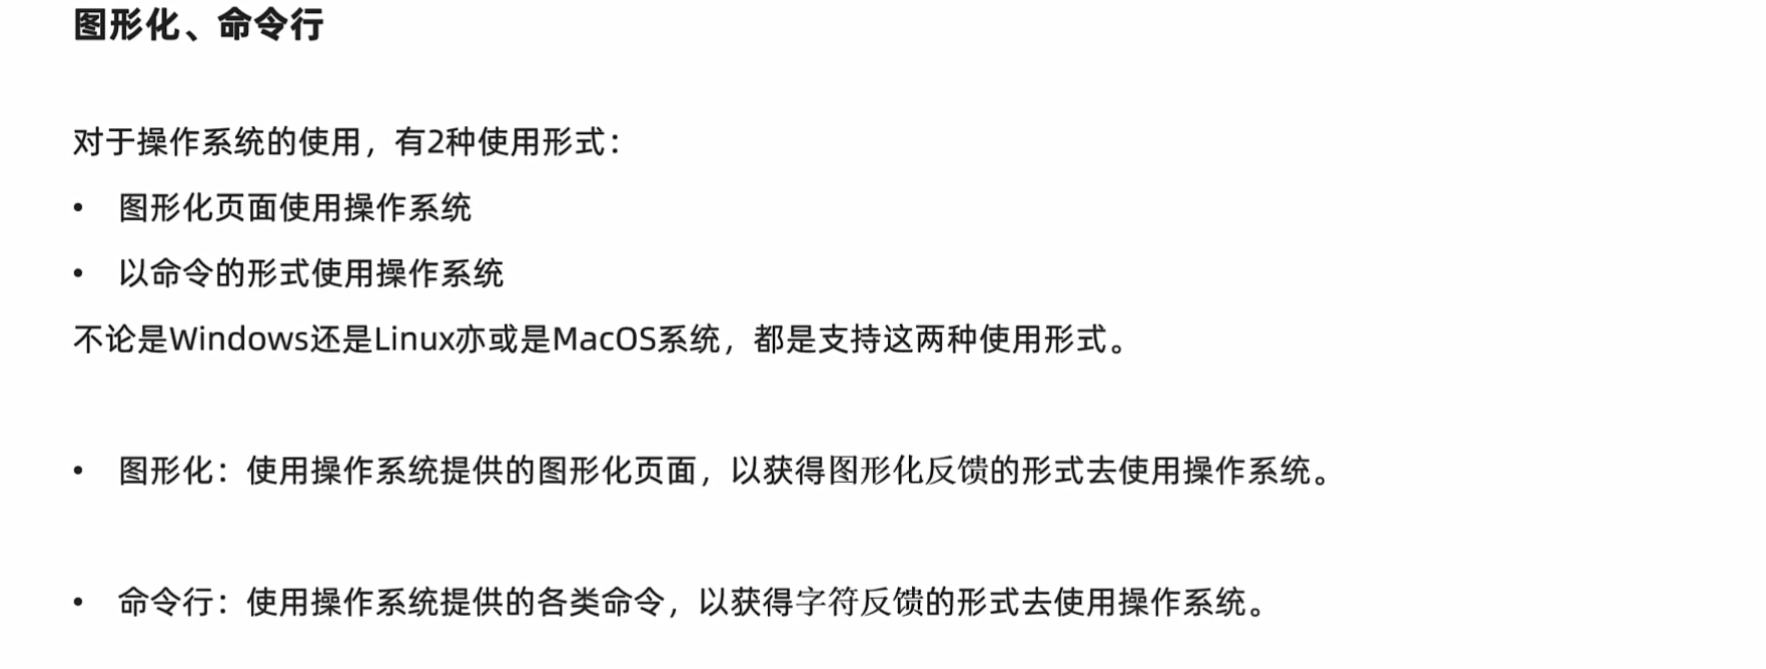 图形化、命令行
对于操作系统的使用，有2种使用形式：
• 图形化页面使用操作系统
• 以命令的形式使用操作系统
不论是Windows还是Linux亦或是MacOS系统，都是支持这两种使用形式。
• 图形化：使用操作系统提供的图形化页面，以获得图形化反馈的形式去使用操作系统。
• 命令行：使用操作系统提供的各类命令，以获得字符反馈的形式去使用操作系统。